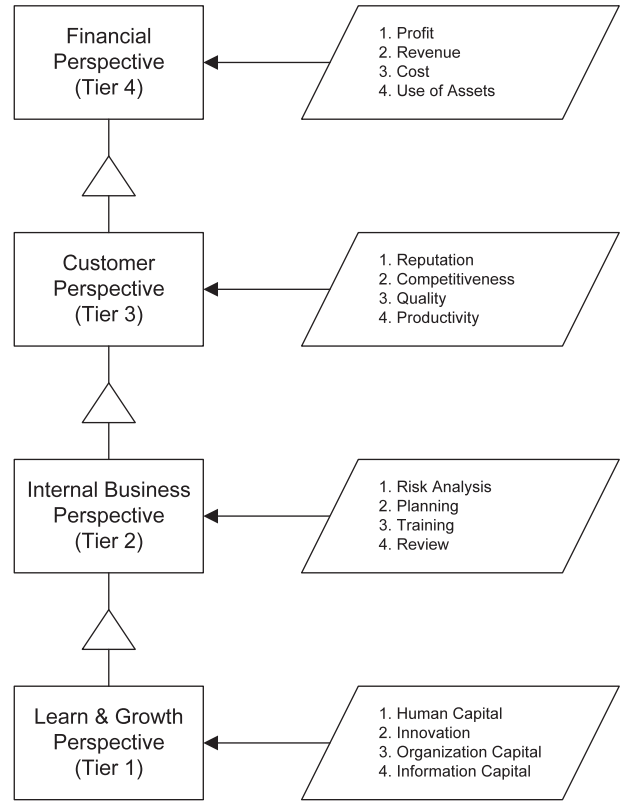 Financial
Perspective
(Tier 4)
1. Profit
2. Revenue
3. Cost
4. Use of Assets
Customer
Perspective
(Tier 3)
1. Reputation
2. Competitiveness
3. Quality
4. Productivity
Internal Business
Perspective
(Tier 2)
1. Risk Analysis
2. Planning
3. Training
4. Review
Learn & Growth
Perspective
(Tier 1)
1. Human Capital
2. Innovation
3. Organization Capital
4. Information Capital